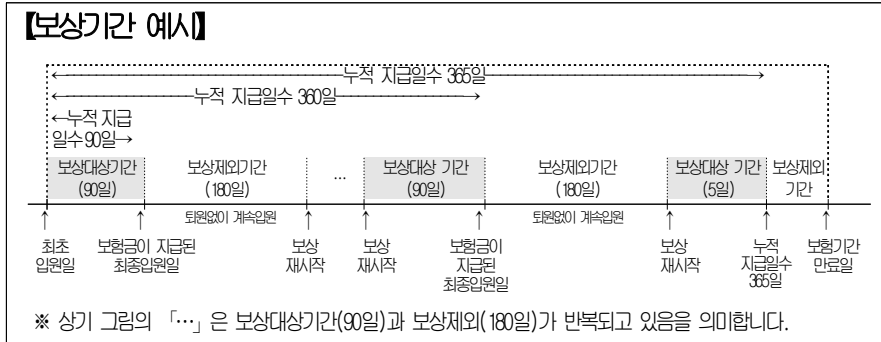 【보상기간 예시】
누적 지급일수 365일
누적 지급일수 360일
누적 지급
일수 90일
보상대상기간
(90일)
보상제외기간
(180일)
...
보상대상 기간
(90일)
보상제외기간
(180일)
보상대상 기간
(5일)
보상제외
기간
퇴원없이 계속입원
퇴원없이 계속입원
최초
입원일
보험금이 지급된
최종입원일
보상
재시작
보상
재시작
보험금이
지급된
최종입원일
보상
재시작
누적
지급일수
365일
보험기간
만료일
※ 상기 그림의 「…」은 보상대상기간(90일)과 보상제외(180일)가 반복되고 있음을 의미합니다.